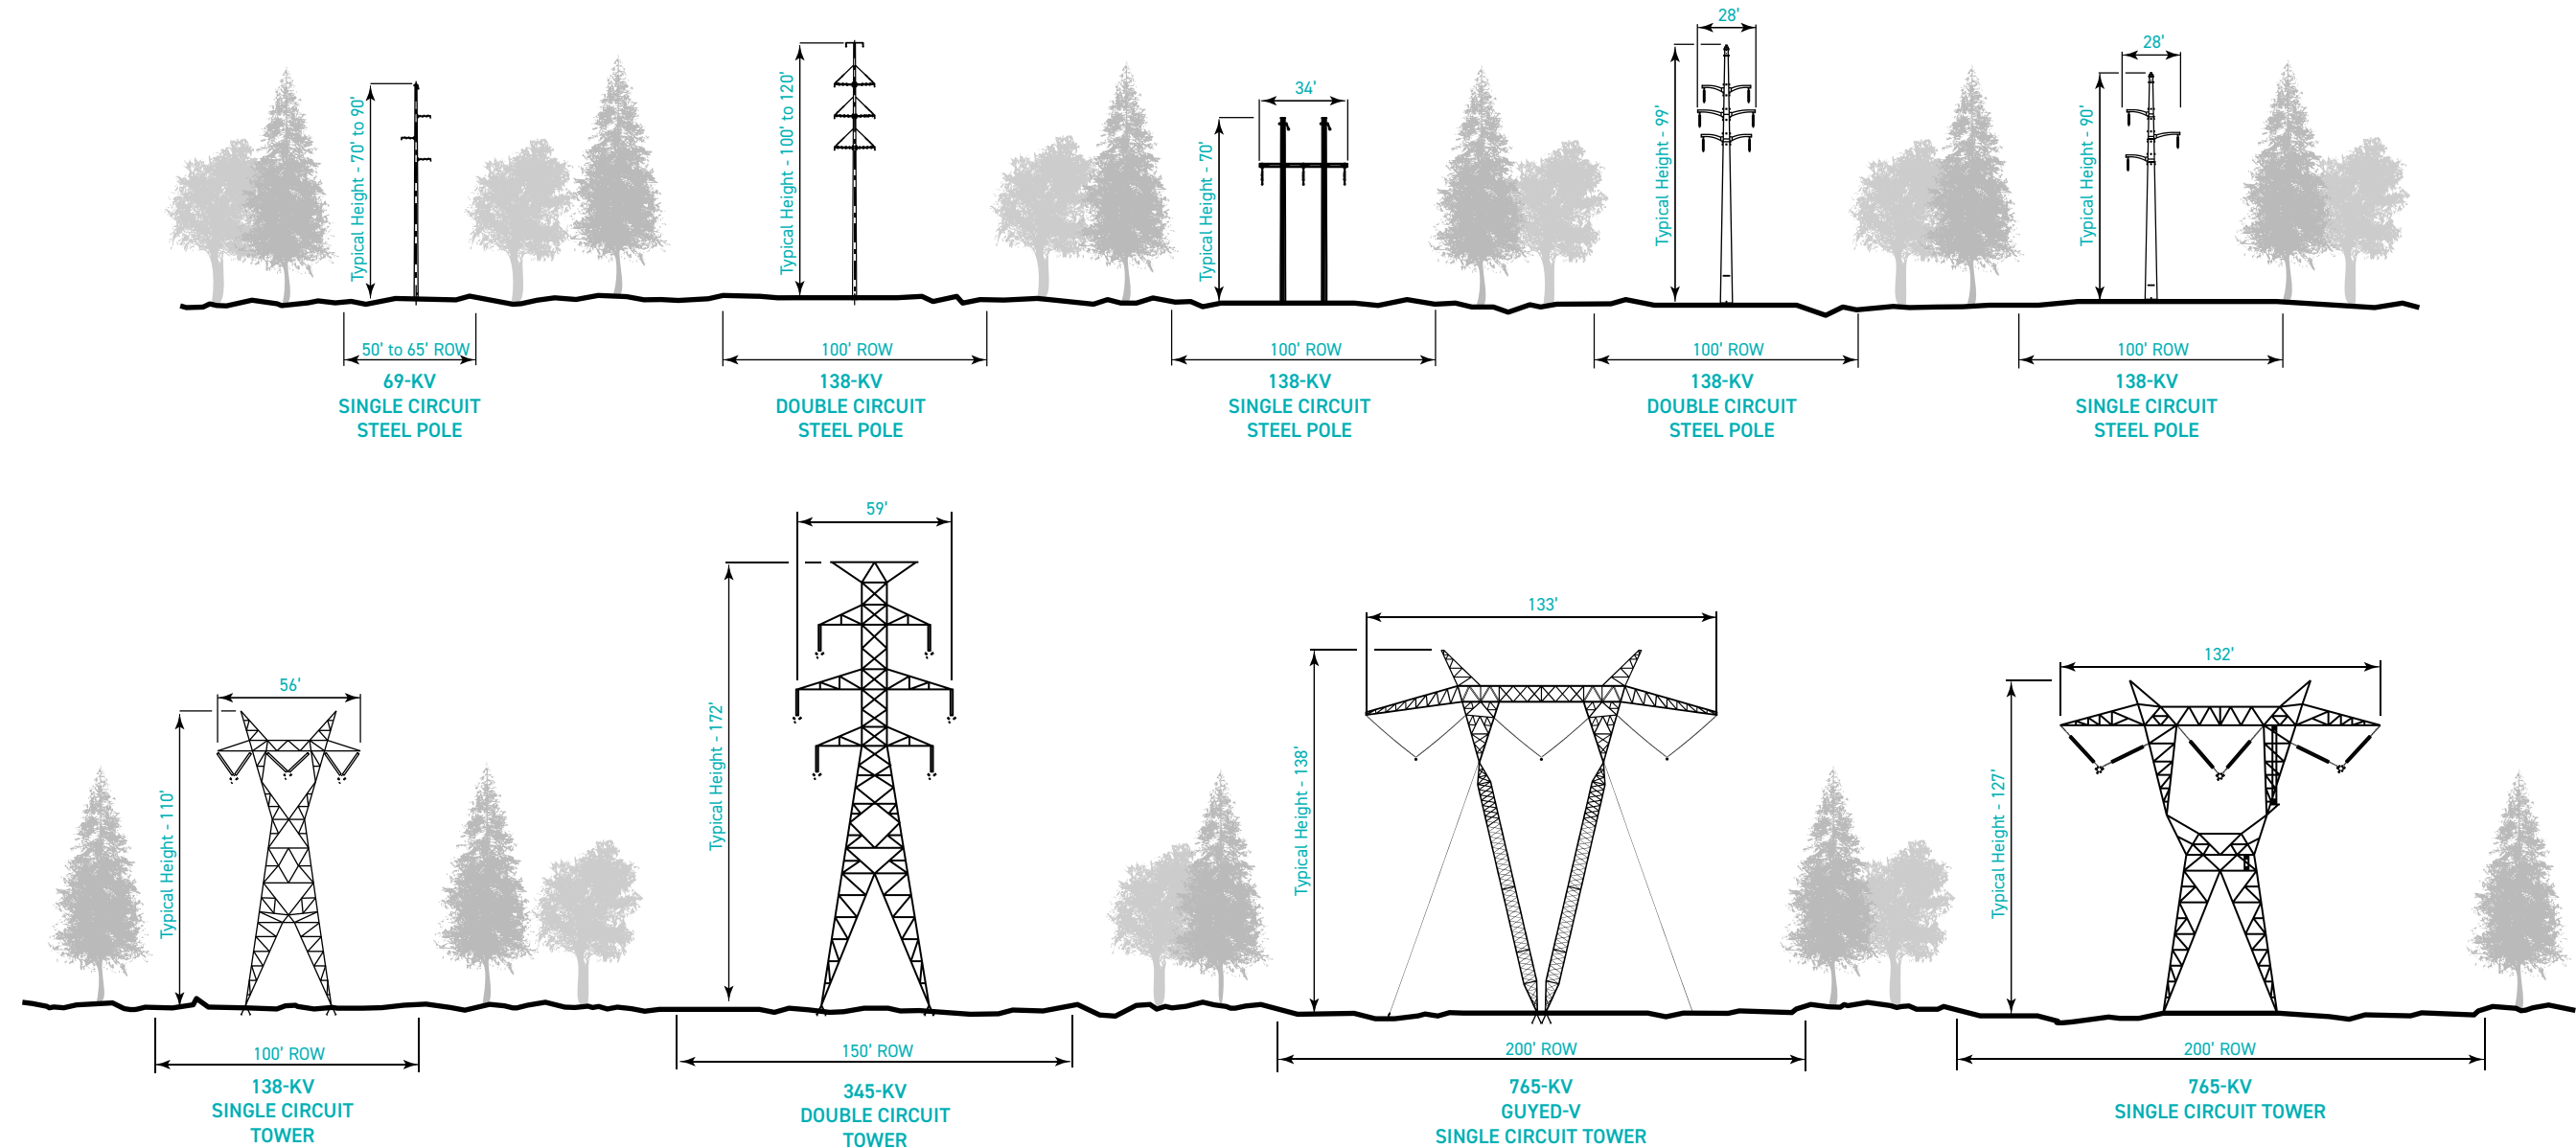 Typical Height - 70' to 90'
50' to 65' ROW
69-KV
SINGLE CIRCUIT
STEEL POLE
Typical Height - 100' to 120'
100' ROW
138-KV
DOUBLE CIRCUIT
STEEL POLE
34'
Typical Height - 70'
100' ROW
138-KV
SINGLE CIRCUIT
STEEL POLE
28'
Typical Height - 99'
100' ROW
138-KV
DOUBLE CIRCUIT
STEEL POLE
28'
Typical Height - 90'
100' ROW
138-KV
SINGLE CIRCUIT
STEEL POLE
56'
Typical Height - 110'
100' ROW
138-KV
SINGLE CIRCUIT
TOWER
59'
Typical Height - 172'
150' ROW
345-KV
DOUBLE CIRCUIT
TOWER
133'
Typical Height - 138'
200' ROW
765-KV
GUYED-V
SINGLE CIRCUIT TOWER
132'
Typical Height - 127'
200' ROW
765-KV
SINGLE CIRCUIT TOWER